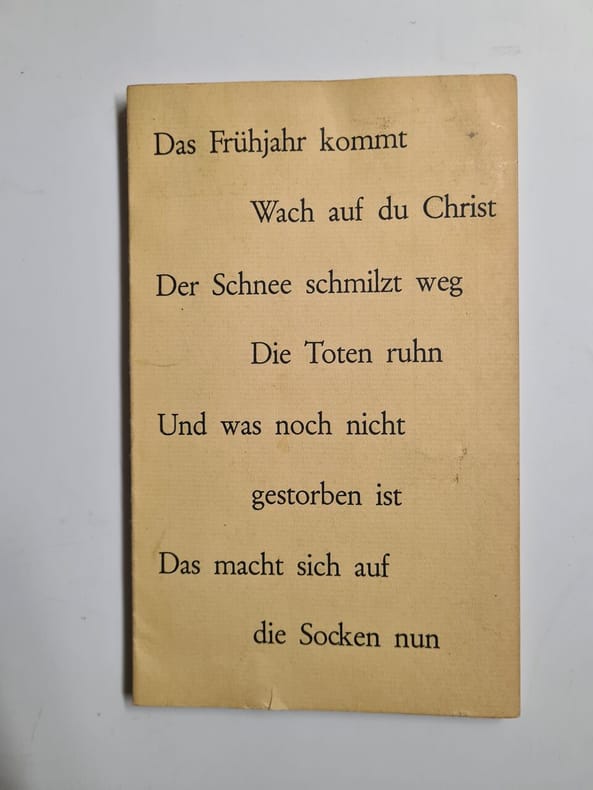 Das Frühjahr kommt
Wach auf du Christ
Der Schnee schmilzt weg
Die Toten ruhn
Und was noch nicht
gestorben ist
Das macht sich auf
die Socken nun